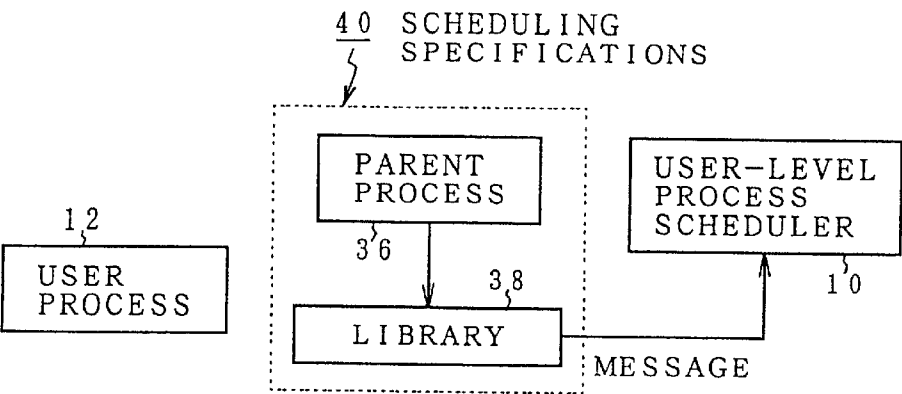 40 SCHEDULING
SPECIFICATIONS
PARENT
PROCESS
36
USER-LEVEL
PROCESS
SCHEDULER
10
12
USER
PROCESS
38
LIBRARY
MESSAGE